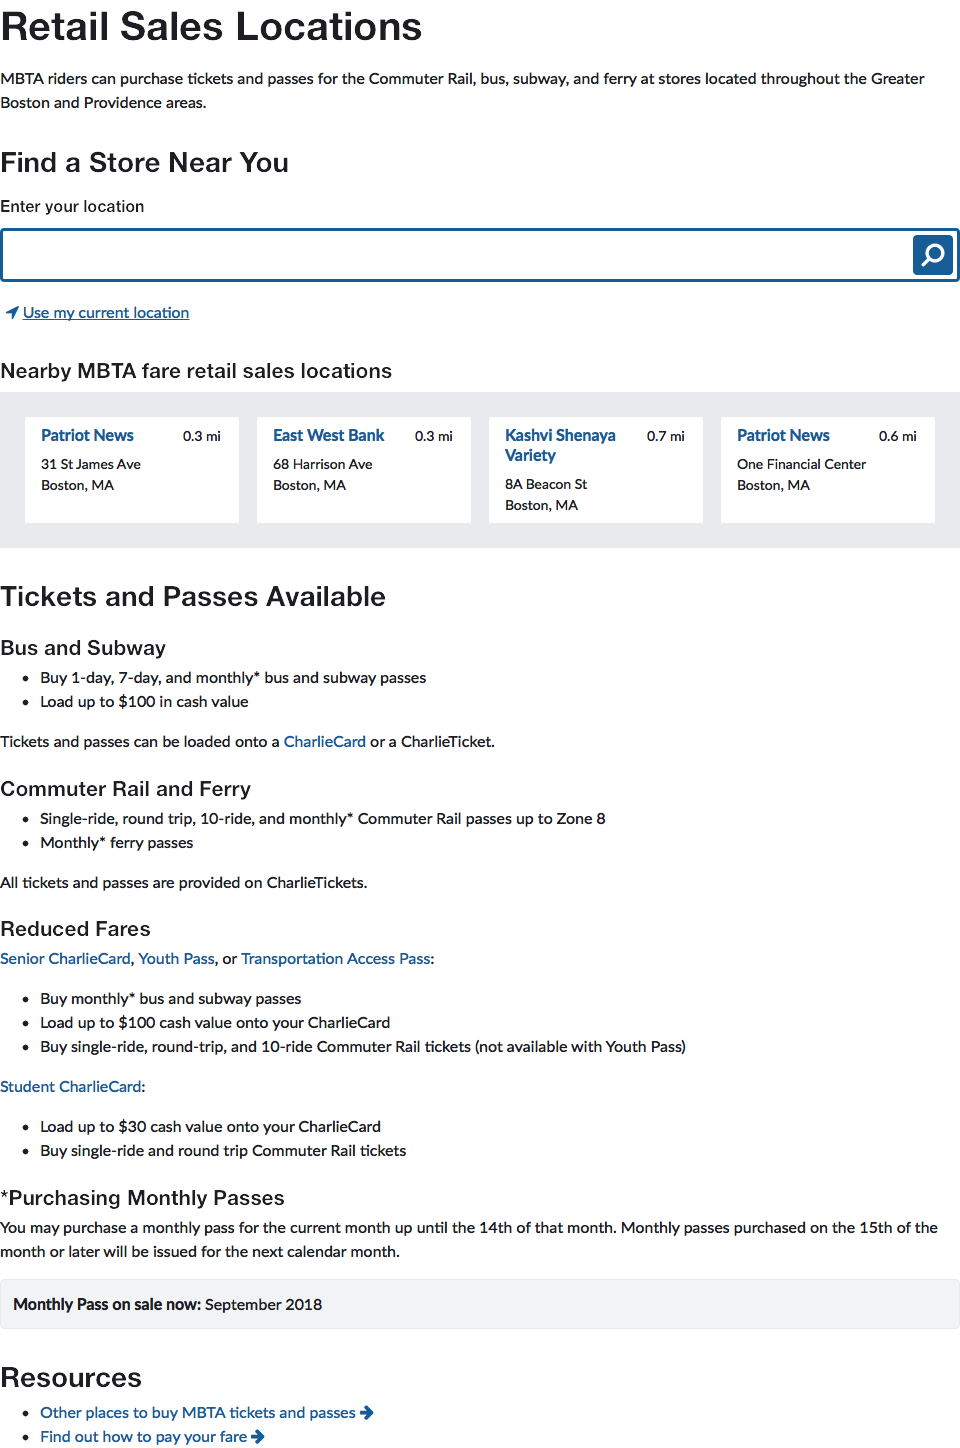 Retail Sales Locations
MBTA riders can purchase tickets and passes for the Commuter Rail, bus, subway, and ferry at stores located throughout the Greater
Boston and Providence areas.
Find a Store Near You
Enter your location
Use my current location
Nearby MBTA fare retail sales locations
Patriot News 0.3 mi
31 St James Ave
Boston, MA
East West Bank 0.3 mi
68 Harrison Ave
Boston, MA
Kashvi Shenaya 0.7 mi
Variety
8A Beacon St
Boston, MA
Patriot News 0.6 mi
One Financial Center
Boston, MA
Tickets and Passes Available
Bus and Subway
• Buy 1-day, 7-day, and monthly* bus and subway passes
• Load up to $100 in cash value
Tickets and passes can be loaded onto a CharlieCard or a CharlieTicket.
Commuter Rail and Ferry
• Single-ride, round trip, 10-ride, and monthly* Commuter Rail passes up to Zone 8
• Monthly* ferry passes
All tickets and passes are provided on CharlieTickets.
Reduced Fares
Senior CharlieCard, Youth Pass, or Transportation Access Pass:
• Buy monthly* bus and subway passes
• Load up to $100 cash value onto your CharlieCard
• Buy single-ride, round-trip, and 10-ride Commuter Rail tickets (not available with Youth Pass)
Student CharlieCard:
• Load up to $30 cash value onto your CharlieCard
• Buy single-ride and round trip Commuter Rail tickets
*Purchasing Monthly Passes
You may purchase a monthly pass for the current month up until the 14th of that month. Monthly passes purchased on the 15th of the
month or later will be issued for the next calendar month.
Monthly Pass on sale now: September 2018
Resources
• Other places to buy MBTA tickets and passes
• Find out how to pay your fare